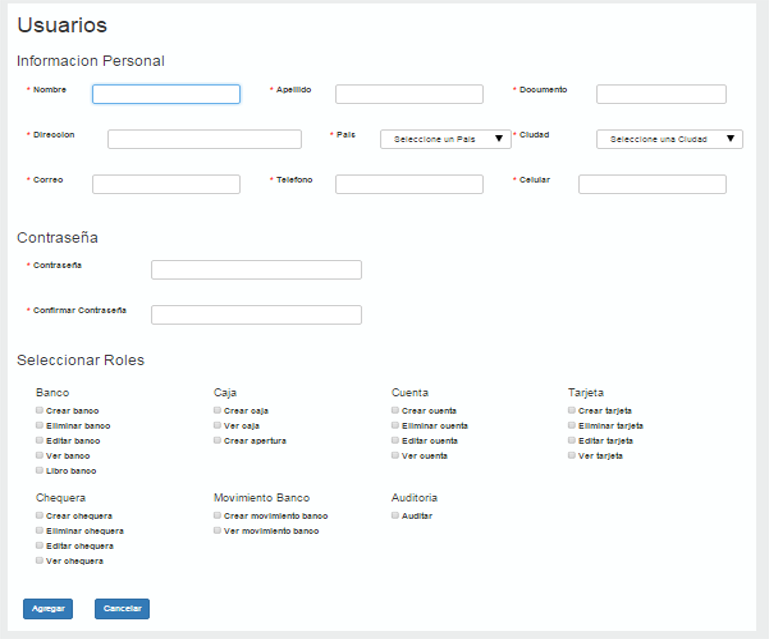 Usuarios
Informacion Personal
* Nombre * Apellido * Documento
* Direccion * Pais Seleccione un Pais * Ciudad Seleccione una Ciudad
* Correo * Telefono * Celular
Contraseña
* Contraseña
* Confirmar Contraseña
Seleccionar Roles
Banco Caja Cuenta Tarjeta
Crear banco Crear caja Crear cuenta Crear tarjeta
Eliminar banco Ver caja Eliminar cuenta Eliminar tarjeta
Editar banco Crear apertura Editar cuenta Editar tarjeta
Ver banco Ver cuenta Ver tarjeta
Libro banco
Chequera Movimiento Banco Auditoria
Crear chequera Crear movimiento banco Auditar
Eliminar chequera Ver movimiento banco
Editar chequera
Ver chequera
Agregar Cancelar